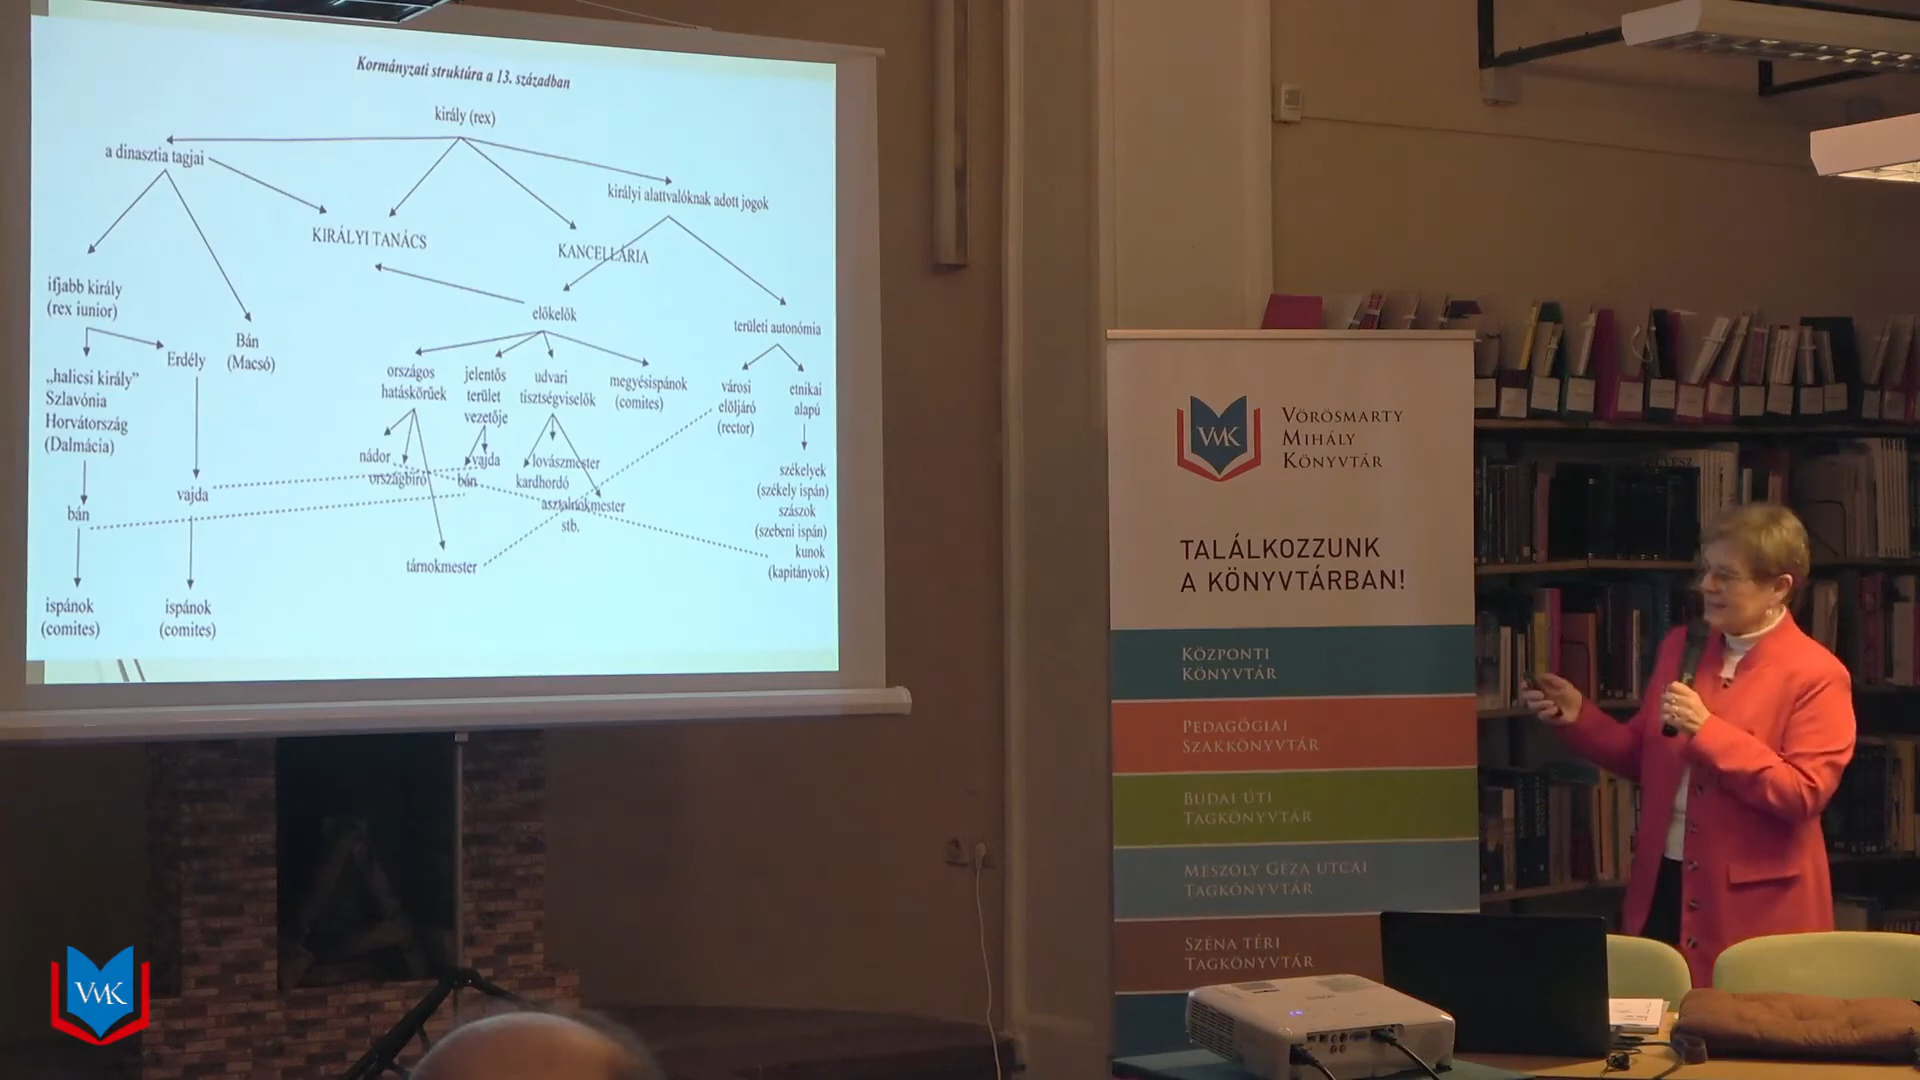 Kormányzati struktúra a 13. században
király (rex)
a dinasztia tagjai
királyi alattvalóknak adott jogok
KIRÁLYI TANÁCS
KANCELLÁRIA
ifjabb király
(rex iunior)
előkelők
területi autonómia
Bán
(Macsó)
Erdély
„halicsi király”
Szlavónia
Horvátország
(Dalmácia)
országos
hatáskörűek
jelentős
terület
vezetője
udvari
tisztségviselők
megyésispánok
(comites)
városi
elöljáró
(rector)
etnikai
alapú
nádor
országbíró
vajda
bán
lovászmester
kardhordó
asztalnokmester
stb.
székelyek
(székely ispán)
szászok
(szebeni ispán)
kunok
(kapitányok)
vajda
bán
tárnokmester
ispánok
(comites)
ispánok
(comites)
VMK
VÖRÖSMARTY
MIHÁLY
KÖNYVTÁR
TALÁLKOZZUNK
A KÖNYVTÁRBAN!
KÖZPONTI
KÖNYVTÁR
PEDAGÓGIAI
SZAKKÖNYVTÁR
BUDAI ÚTI
TAGKÖNYVTÁR
MÉSZÖLY GÉZA UTCAI
TAGKÖNYVTÁR
SZÉNA TÉRI
TAGKÖNYVTÁR
VMK